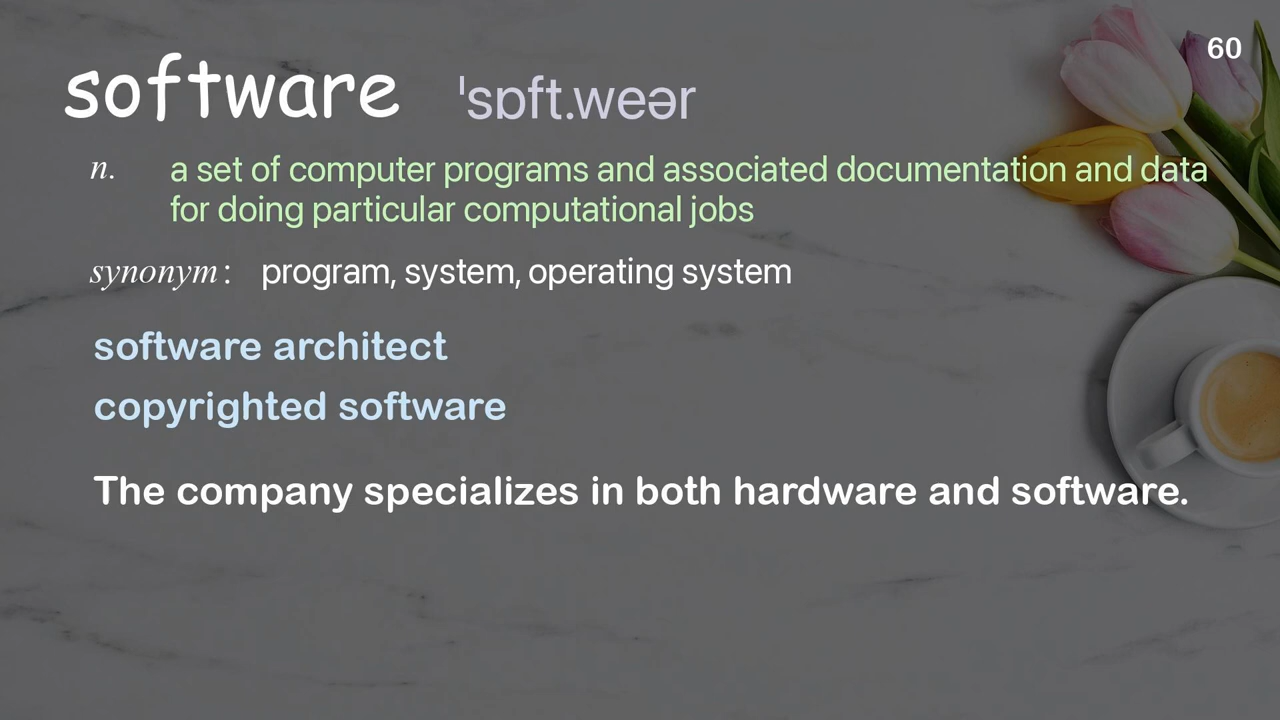 60
software ˈsɒft.weər
n. a set of computer programs and associated documentation and data
for doing particular computational jobs
synonym : program, system, operating system
software architect
copyrighted software
The company specializes in both hardware and software.